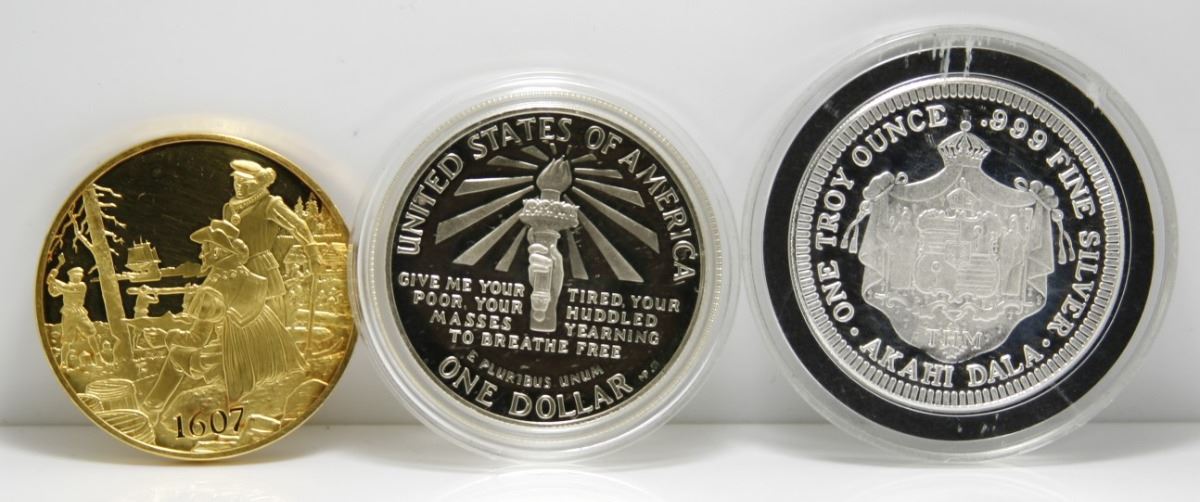 1607
UNITED STATES OF AMERICA
GIVE ME YOUR TIRED, YOUR
POOR, YOUR HUDDLED
MASSES YEARNING
TO BREATHE FREE
E PLURIBUS UNUM
ONE DOLLAR
ONE TROY OUNCE .999 FINE SILVER
THM
• AKAHI DALA •